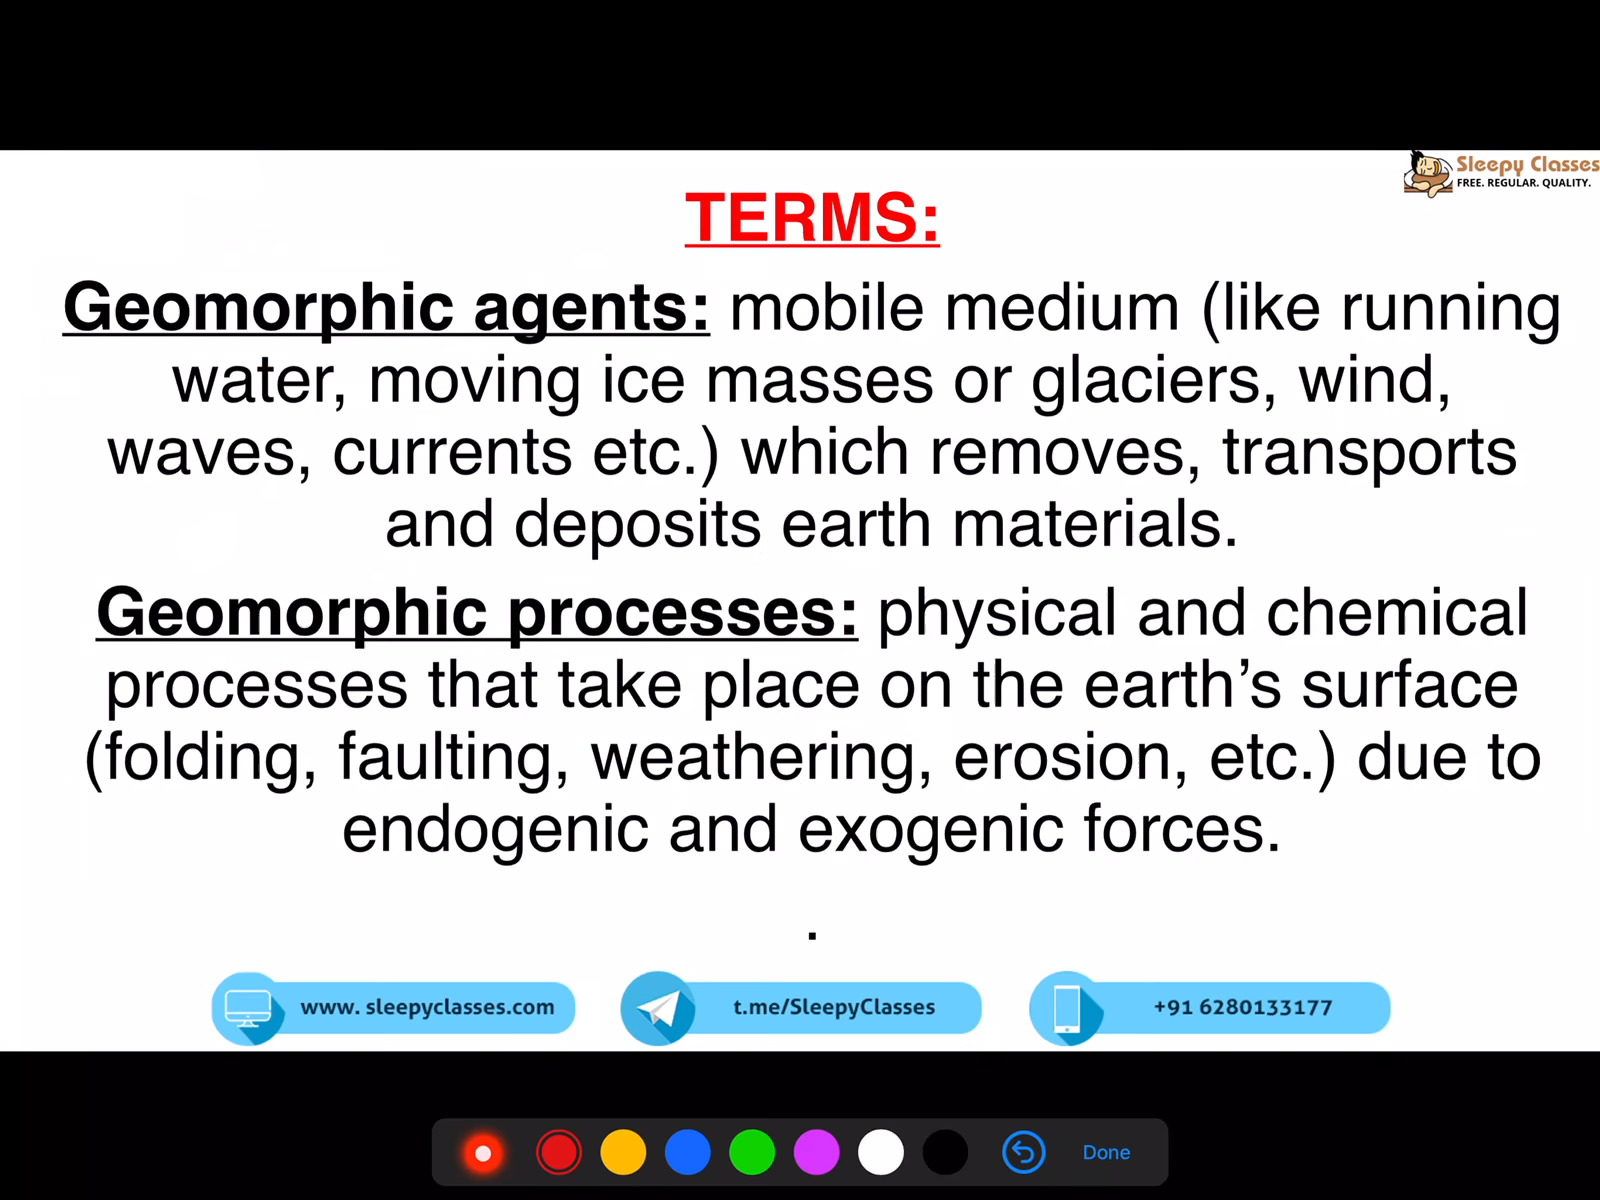 Sleepy Classes
FREE. REGULAR. QUALITY.
TERMS:
Geomorphic agents: mobile medium (like running
water, moving ice masses or glaciers, wind,
waves, currents etc.) which removes, transports
and deposits earth materials.
Geomorphic processes: physical and chemical
processes that take place on the earth’s surface
(folding, faulting, weathering, erosion, etc.) due to
endogenic and exogenic forces.
.
www. sleepyclasses.com
t.me/SleepyClasses
+91 6280133177
Done